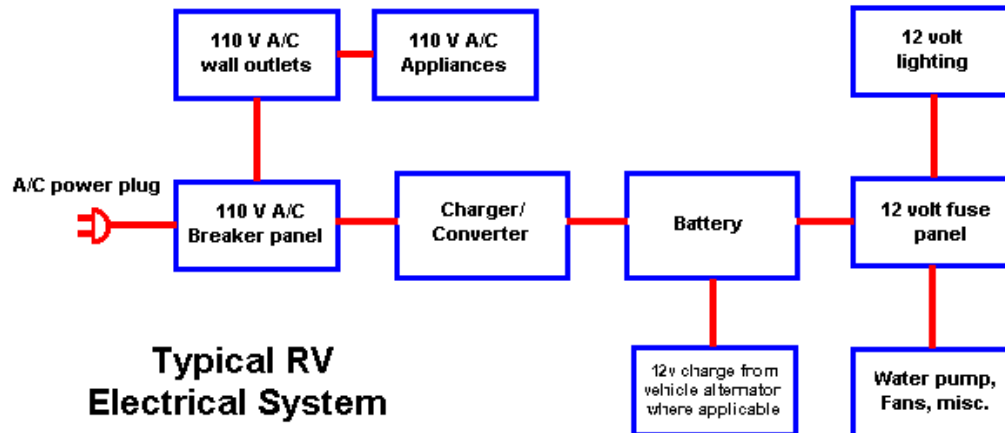 110 V A/C
wall outlets
110 V A/C
Appliances
12 volt
lighting
A/C power plug
110 V A/C
Breaker panel
Charger/
Converter
Battery
12 volt fuse
panel
Typical RV
Electrical System
12v charge from
vehicle alternator
where applicable
Water pump,
Fans, misc.